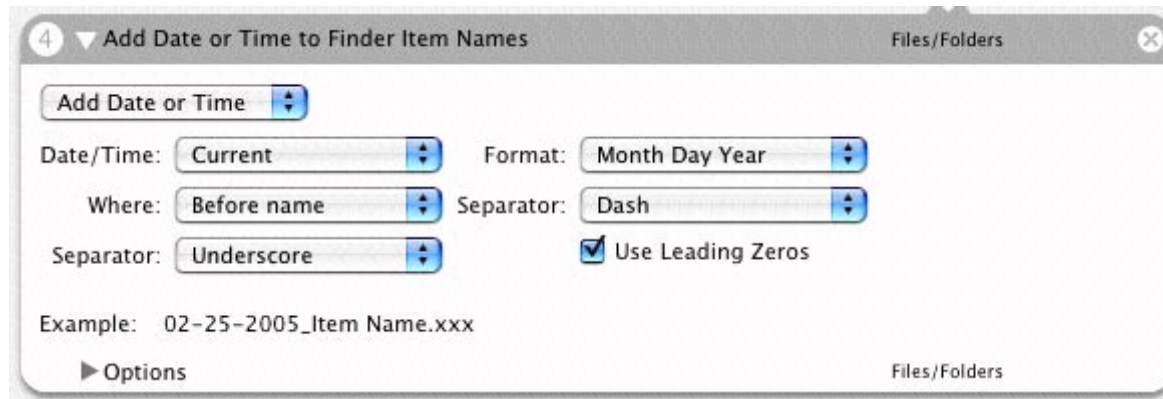 4 Add Date or Time to Finder Item Names Files/Folders
Add Date or Time
Date/Time: Current Format: Month Day Year
Where: Before name Separator: Dash
Separator: Underscore Use Leading Zeros
Example: 02-25-2005_Item Name.xxx
Options Files/Folders